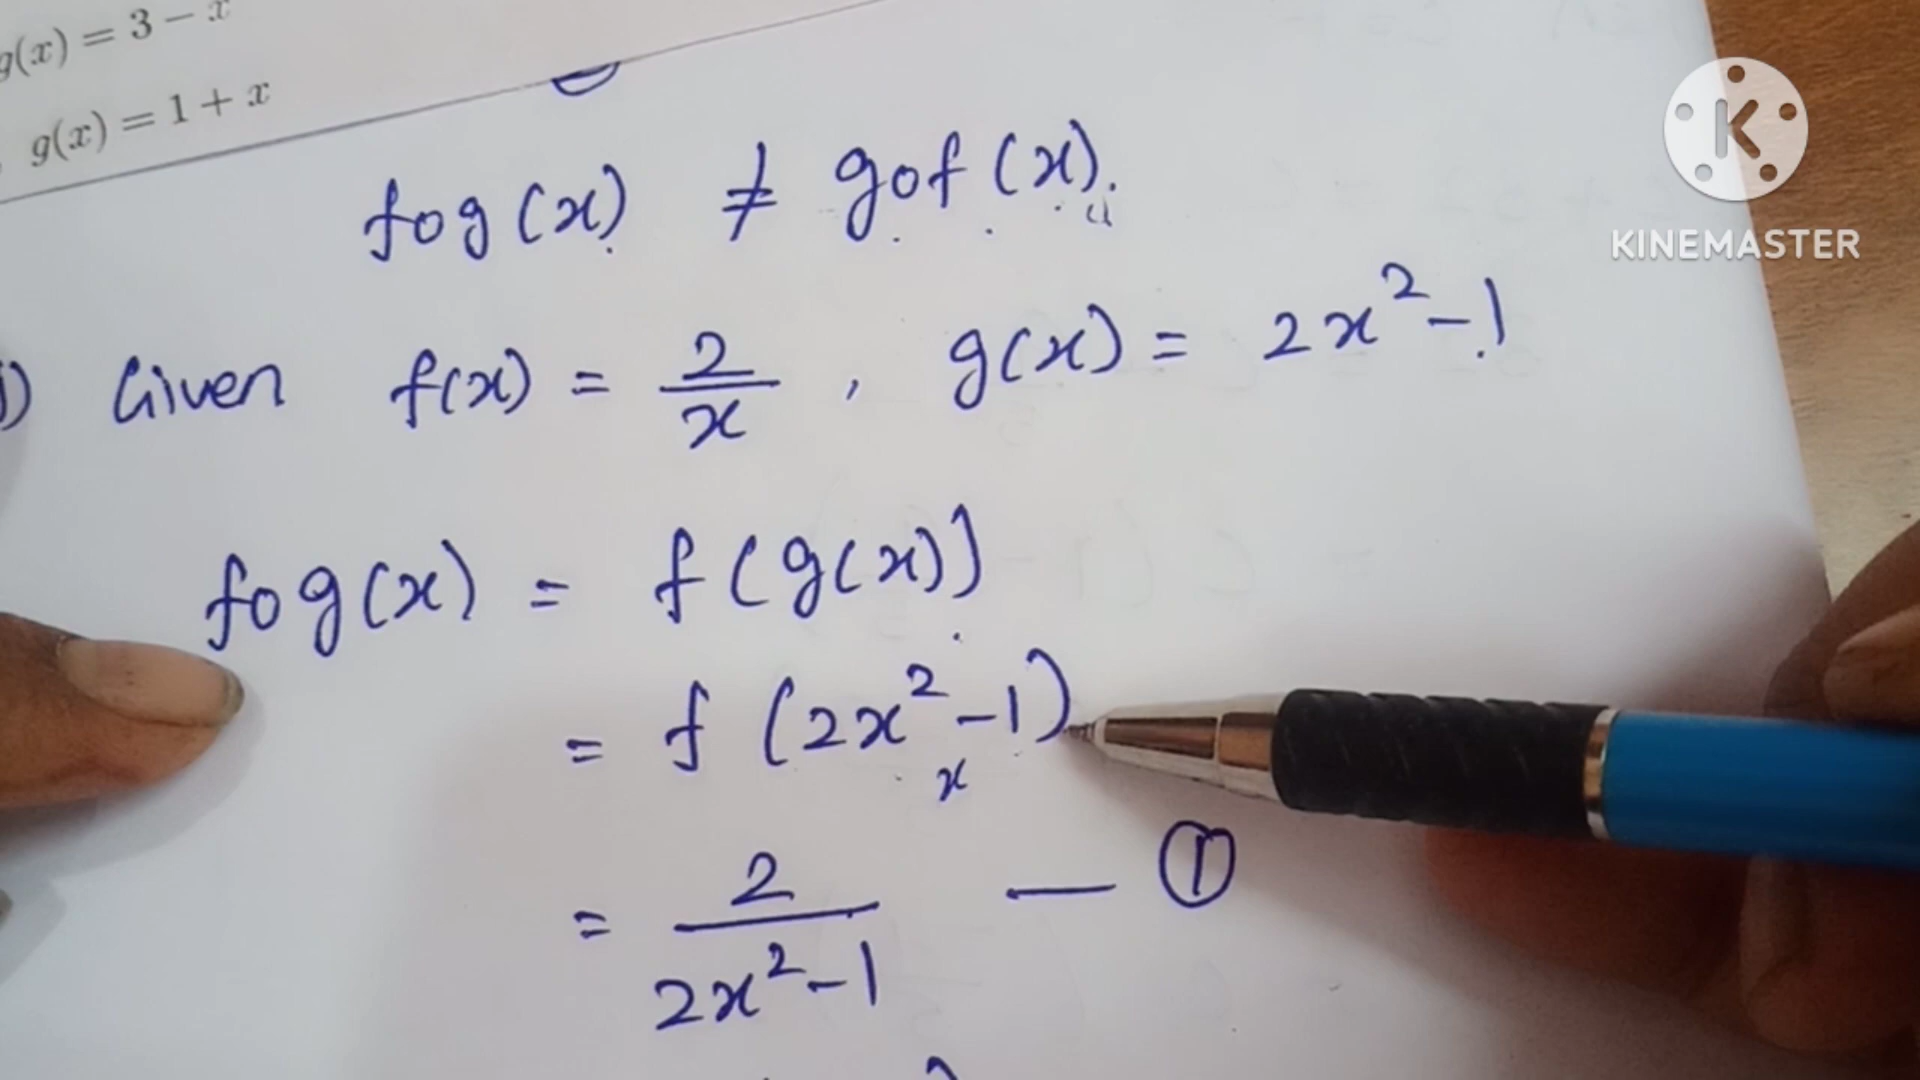 g(x) = 3 − x
g(x) = 1 + x
fog(x) ≠ gof(x).
) Given f(x) = 2/x , g(x) = 2x² − 1
fog(x) = f(g(x))
= f (2x² − 1)
x
= 2/(2x² − 1) — ①
KINEMASTER